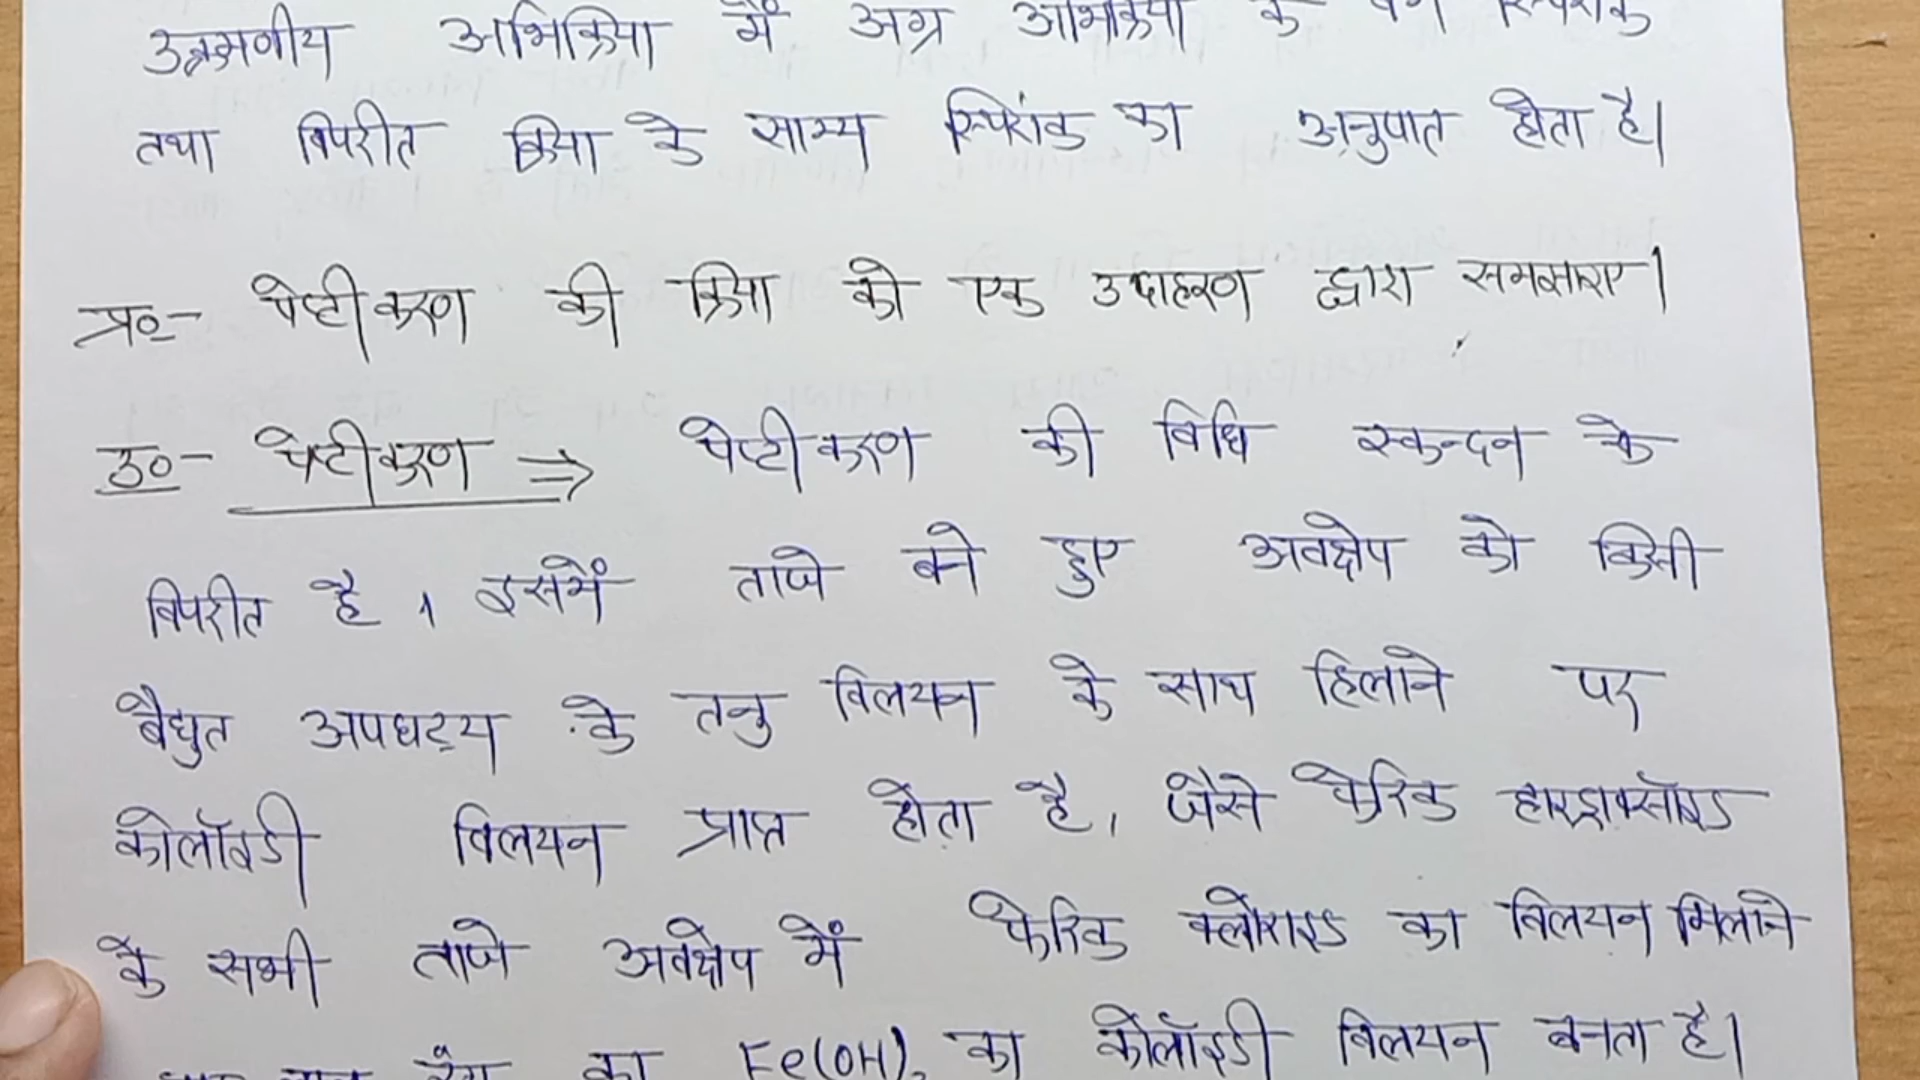 उत्क्रमणीय अभिक्रिया में अग्र अभिक्रिया के वेग स्थिरांक
तथा विपरीत क्रिया के साम्य स्थिरांक का अनुपात होता है।
प्र०- पेप्टीकरण की क्रिया को एक उदाहरण द्वारा समझाए।
उ०- पेप्टीकरण ⇒ पेप्टीकरण की विधि स्कन्दन के
विपरीत है, इसमें ताजे बने हुए अवक्षेप को किसी
वैद्युत अपघट्य के तनु विलयन के साथ हिलाने पर
कोलॉइडी विलयन प्राप्त होता है, जैसे फेरिक हाइड्राक्सॉइड
के सभी ताजे अवक्षेप में फेरिक क्लोराइड का विलयन मिलाने
रंग का Fe(OH)₃ का कोलॉइडी विलयन बनता है।